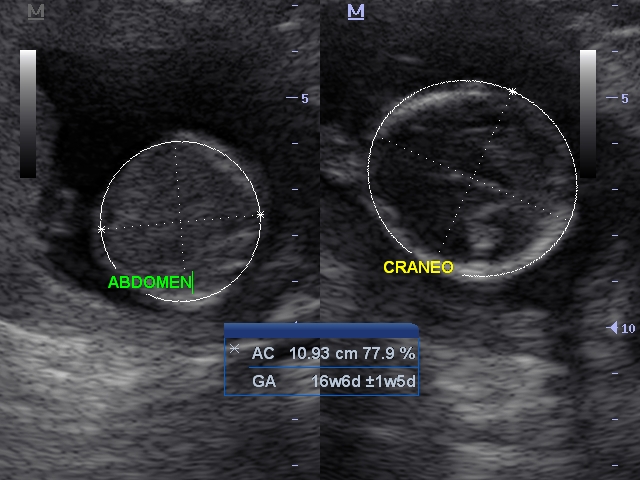 M M
5 5
ABDOMEN
CRANEO
10
AC 10.93 cm 77.9 %
GA 16w6d ±1w5d